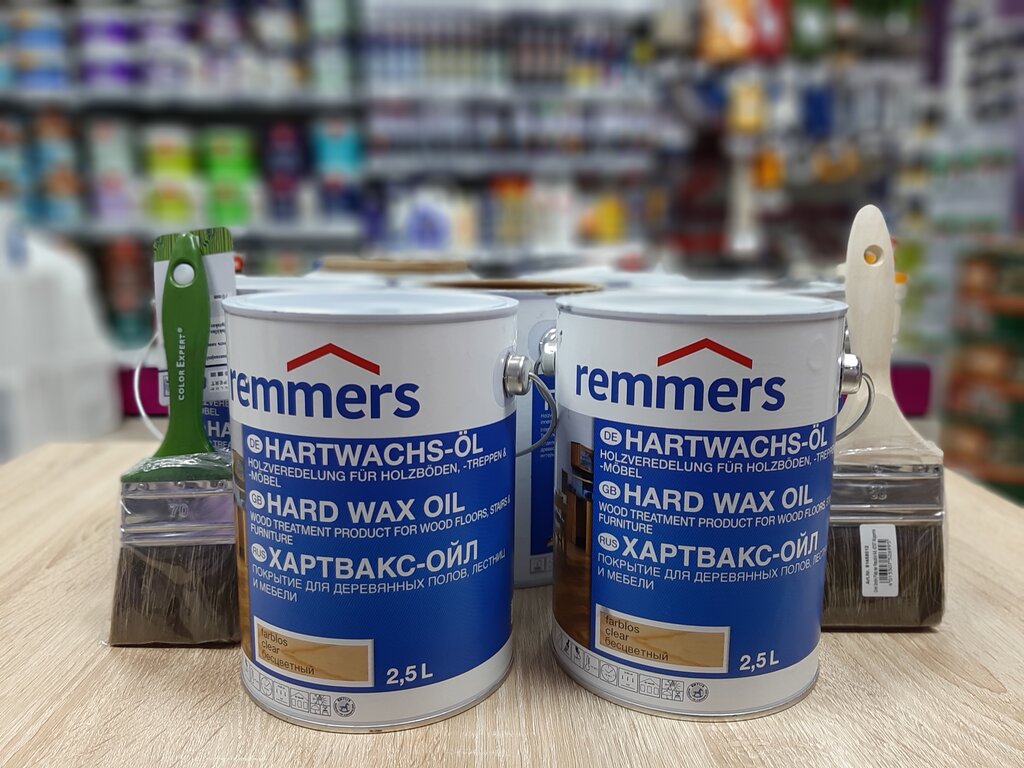 COLOR EXPERT®
70
remmers
DE HARTWACHS-ÖL
HOLZVEREDELUNG FÜR HOLZBÖDEN, -TREPPEN &
-MÖBEL
GB HARD WAX OIL
WOOD TREATMENT PRODUCT FOR WOOD FLOORS, STAIRS &
FURNITURE
RUS ХАРТВАКС-ОЙЛ
ПОКРЫТИЕ ДЛЯ ДЕРЕВЯННЫХ ПОЛОВ, ЛЕСТНИЦ
И МЕБЕЛИ
farblos
clear
бесцветный
2,5 L
remmers
DE HARTWACHS-ÖL
HOLZVEREDELUNG FÜR HOLZBÖDEN, -TREPPEN
-MÖBEL
GB HARD WAX OIL
WOOD TREATMENT PRODUCT FOR WOOD FLOORS,
FURNITURE
RUS ХАРТВАКС-ОЙЛ
ПОКРЫТИЕ ДЛЯ ДЕРЕВЯННЫХ ПОЛОВ, ЛЕСТНИЦ
И МЕБЕЛИ
farblos
clear
бесцветный
2,5 L